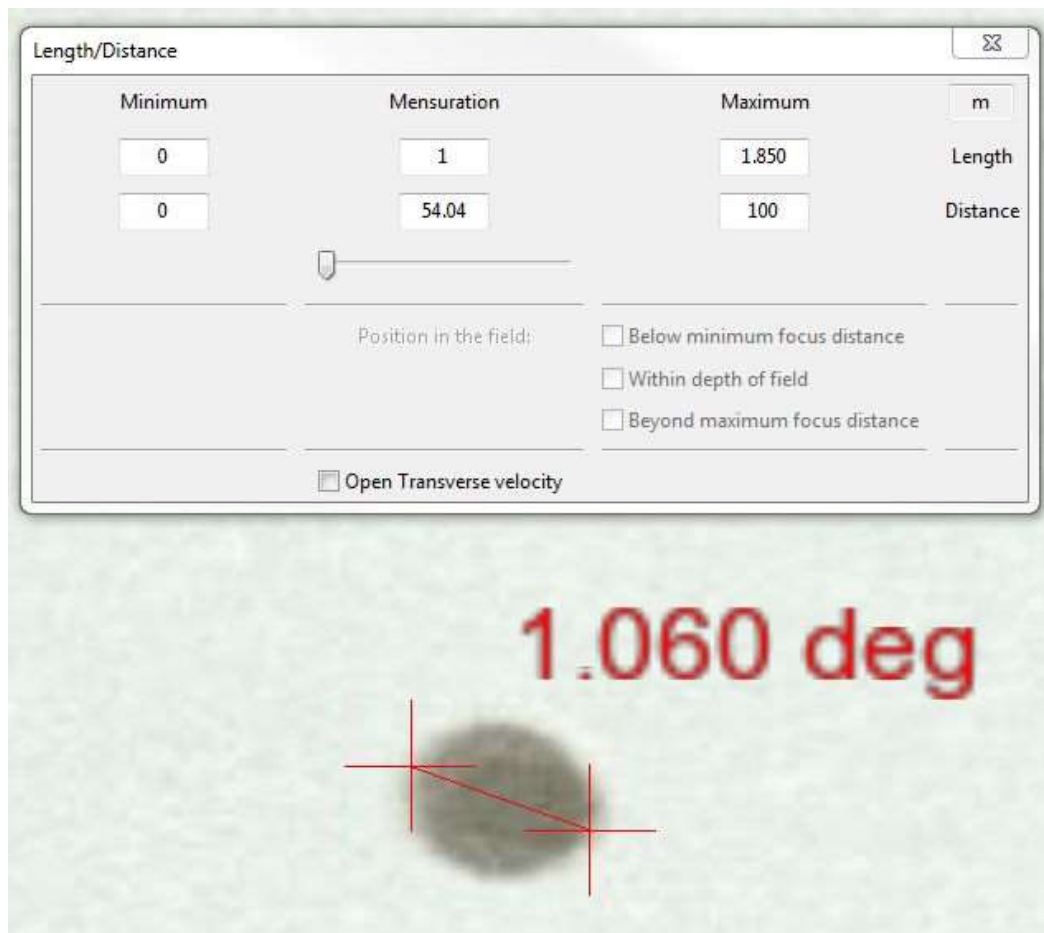 Length/Distance
Minimum Mensuration Maximum m
0 1 1.850 Length
0 54.04 100 Distance
Position in the field: Below minimum focus distance
Within depth of field
Beyond maximum focus distance
Open Transverse velocity
1.060 deg